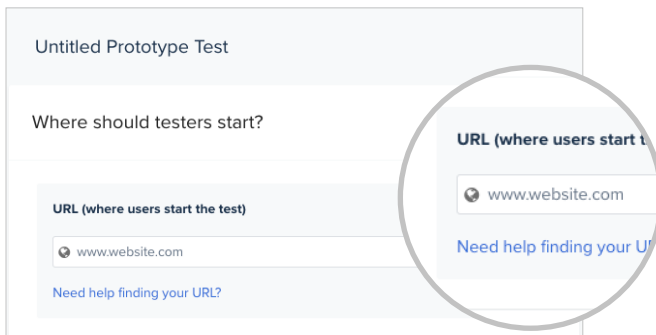 Untitled Prototype Test
Where should testers start?
URL (where users start the test)
www.website.com
Need help finding your URL?
URL (where users start t
www.website.com
Need help finding your U